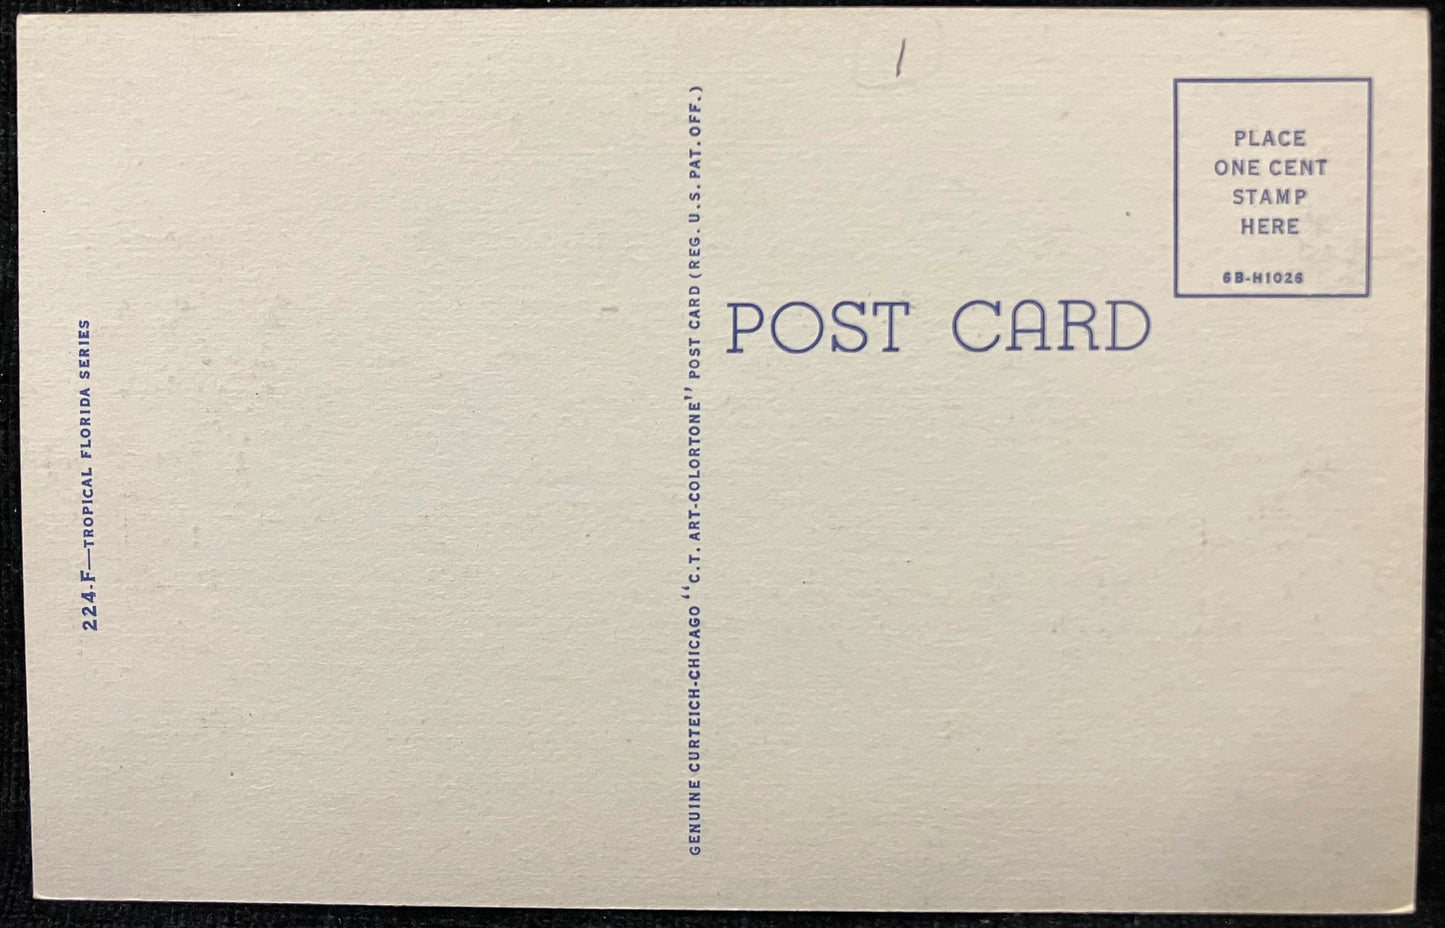 224-F—TROPICAL FLORIDA SERIES
GENUINE CURTEICH-CHICAGO "C.T. ART-COLORTONE" POST CARD (REG. U.S. PAT. OFF.)
1
PLACE
ONE CENT
STAMP
HERE
6B-H1026
POST CARD